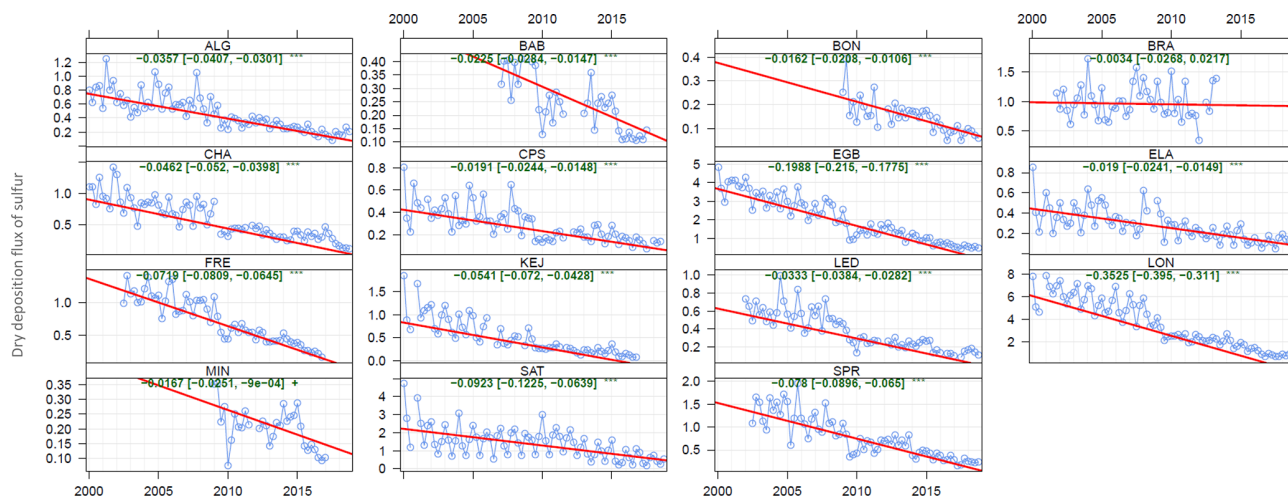 2000 2005 2010 2015
2000 2005 2010 2015
ALG
BAB
BON
BRA
−0.0357 [−0.0407, −0.0301] ***
−0.0225 [−0.0284, −0.0147] ***
−0.0162 [−0.0208, −0.0106] ***
−0.0034 [−0.0268, 0.0217]
1.2
1.0
0.8
0.6
0.4
0.2
0.40
0.35
0.30
0.25
0.20
0.15
0.10
0.4
0.3
0.2
0.1
1.5
1.0
0.5
CHA
CPS
EGB
ELA
−0.0462 [−0.052, −0.0398] ***
−0.0191 [−0.0244, −0.0148] ***
−0.1988 [−0.215, −0.1775] ***
−0.019 [−0.0241, −0.0149] ***
1.0
0.5
0.8
0.6
0.4
0.2
5
4
3
2
1
0.8
0.6
0.4
0.2
Dry deposition flux of sulfur
FRE
KEJ
LED
LON
−0.0719 [−0.0809, −0.0645] ***
−0.0541 [−0.072, −0.0428] ***
−0.0333 [−0.0384, −0.0282] ***
−0.3525 [−0.395, −0.311] ***
1.0
0.5
1.5
1.0
0.5
0.0
1.0
0.8
0.6
0.4
0.2
0.0
8
6
4
2
MIN
SAT
SPR
−0.0167 [−0.0251, −9e−04] +
−0.0923 [−0.1225, −0.0639] ***
−0.078 [−0.0896, −0.065] ***
0.35
0.30
0.25
0.20
0.15
0.10
4
3
2
1
0
2.0
1.5
1.0
0.5
2000 2005 2010 2015
2000 2005 2010 2015